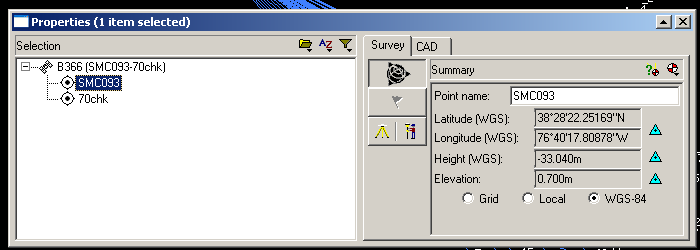 Properties (1 item selected)
Selection
B366 (SMC093-70chk)
SMC093
70chk
Survey
CAD
Summary
Point name: SMC093
Latitude (WGS): 38°28'22.25169"N
Longitude (WGS): 76°40'17.80878"W
Height (WGS): -33.040m
Elevation: 0.700m
Grid Local WGS-84